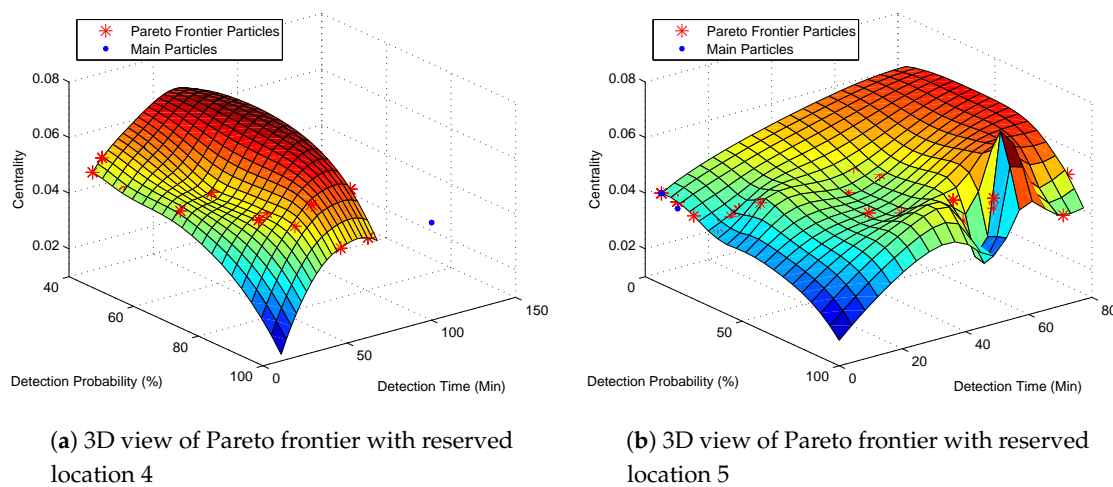 Pareto Frontier Particles
Main Particles
0.08
0.06
0.04
0.02
Centrality
40
60
80
100
Detection Probability (%)
0
50
100
150
Detection Time (Min)
(a) 3D view of Pareto frontier with reserved
location 4
Pareto Frontier Particles
Main Particles
0.08
0.06
0.04
0.02
Centrality
0
50
100
Detection Probability (%)
0
20
40
60
80
Detection Time (Min)
(b) 3D view of Pareto frontier with reserved
location 5